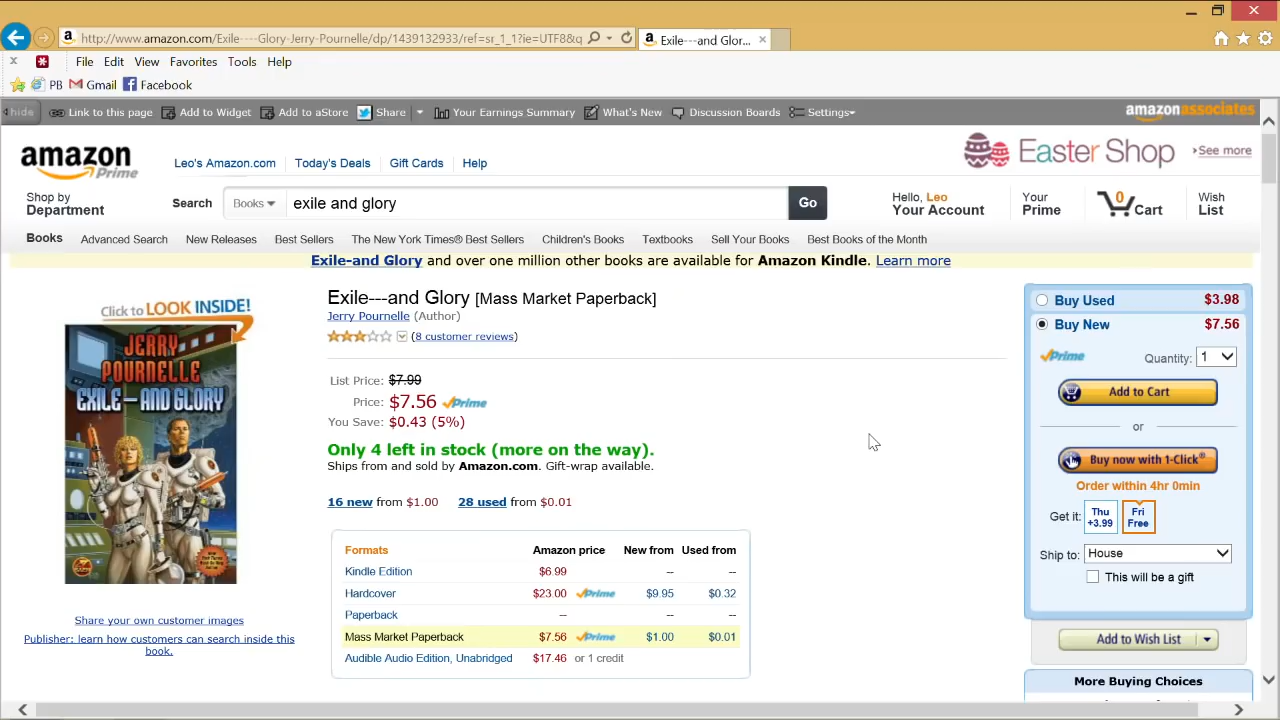 http://www.amazon.com/Exile----Glory-Jerry-Pournelle/dp/143913293X/ref=sr_1_1?ie=UTF8&q
Exile---and Glor...
File Edit View Favorites Tools Help
PB Gmail Facebook
hide Link to this page Add to Widget Add to aStore Share Your Earnings Summary What's New Discussion Boards Settings
amazonassociates
amazon Prime
Leo's Amazon.com Today's Deals Gift Cards Help
Easter Shop ›See more
Shop by Department
Search Books exile and glory Go
Hello, Leo Your Account
Your Prime
0 Cart
Wish List
Books Advanced Search New Releases Best Sellers The New York Times® Best Sellers Children's Books Textbooks Sell Your Books Best Books of the Month
Exile-and Glory and over one million other books are available for Amazon Kindle. Learn more
Click to LOOK INSIDE!
JERRY
POURNELLE
EXILE—AND GLORY
Share your own customer images
Publisher: learn how customers can search inside this
book.
Exile---and Glory [Mass Market Paperback]
Jerry Pournelle (Author)
(8 customer reviews)
List Price: $7.99
Price: $7.56 Prime
You Save: $0.43 (5%)
Only 4 left in stock (more on the way).
Ships from and sold by Amazon.com. Gift-wrap available.
16 new from $1.00 28 used from $0.01
Formats Amazon price New from Used from
Kindle Edition $6.99 -- --
Hardcover $23.00 Prime $9.95 $0.32
Paperback -- -- --
Mass Market Paperback $7.56 Prime $1.00 $0.01
Audible Audio Edition, Unabridged $17.46 or 1 credit
Buy Used $3.98
Buy New $7.56
Prime Quantity: 1
Add to Cart
or
Buy now with 1-Click®
Order within 4hr 0min
Get it: Thu +3.99 Fri Free
Ship to: House
This will be a gift
Add to Wish List
More Buying Choices